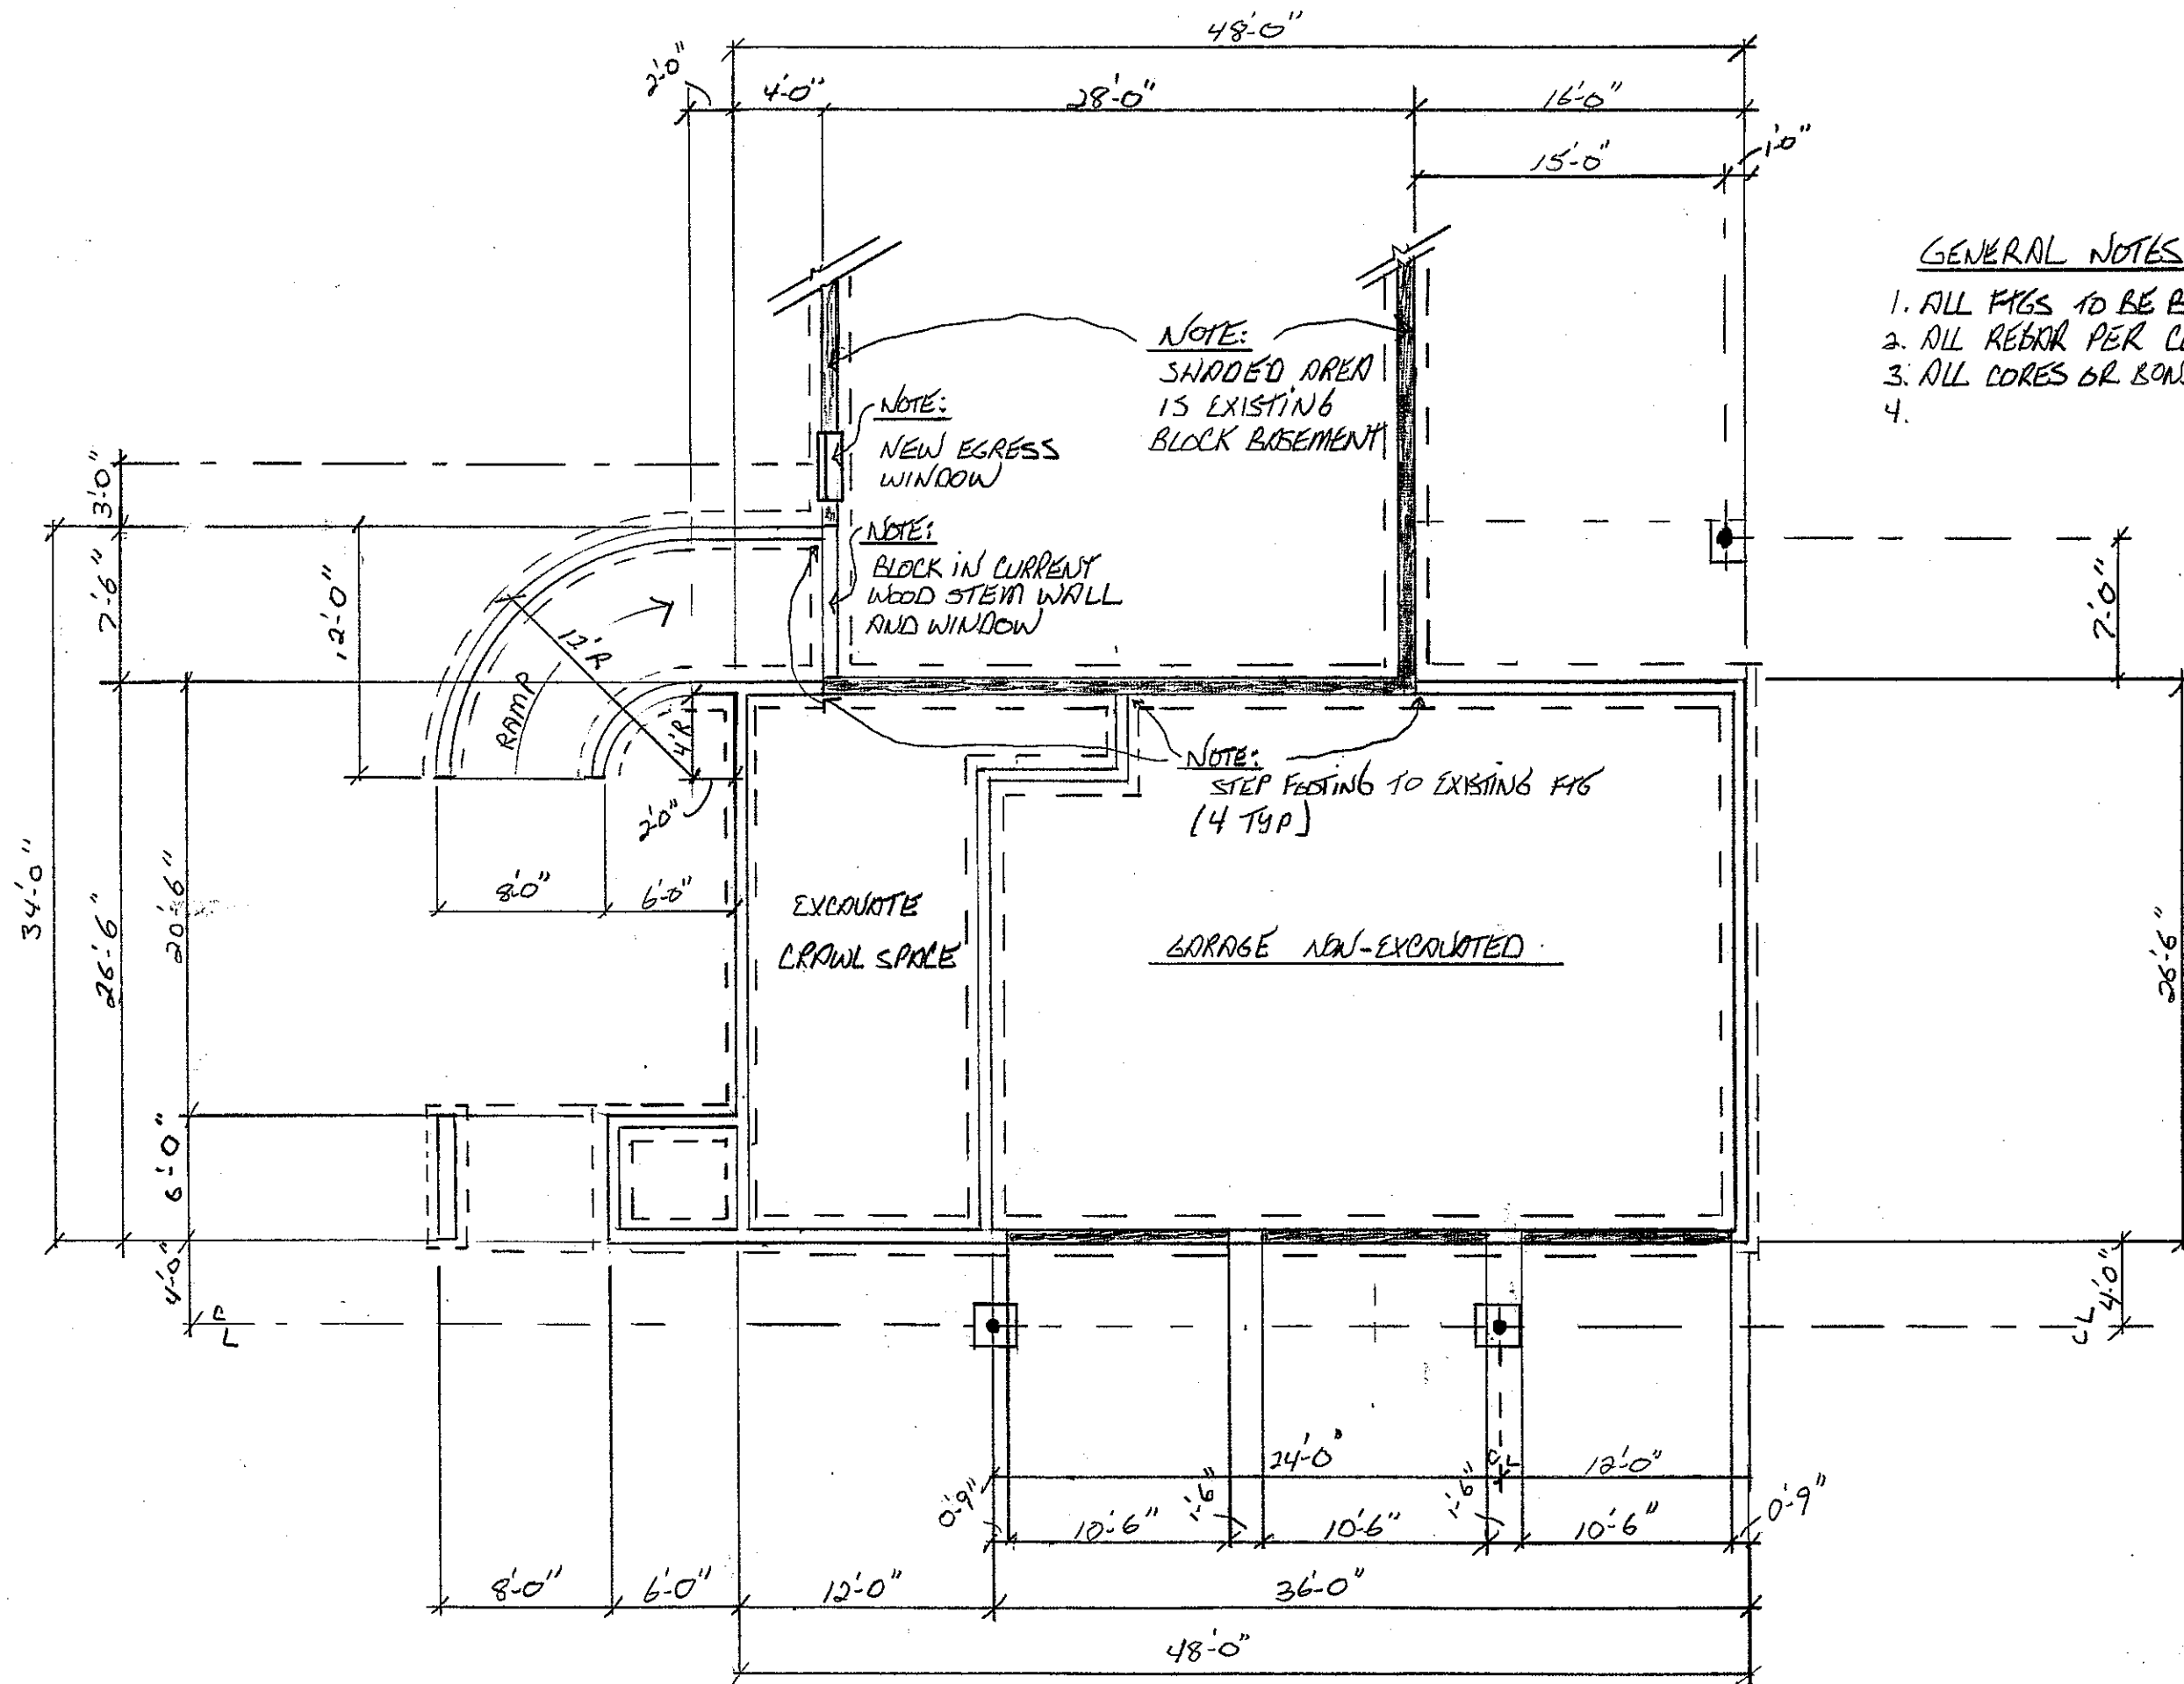 48'-0"
2'-0"
4'-0"
28'-0"
16'-0"
15'-0"
1'-0"
GENERAL NOTES
1. ALL FTGS TO BE B
2. ALL REBAR PER C
3. ALL CORES OR BON
4.
NOTE:
SHADED AREA
IS EXISTING
BLOCK BASEMENT
NOTE:
NEW EGRESS
WINDOW
NOTE:
BLOCK IN CURRENT
WOOD STEM WALL
AND WINDOW
3'-0"
7'-6"
12'-0"
12'R
RAMP
4'R
2'-0"
7'-0"
NOTE:
STEP FOOTING TO EXISTING FTG
(4 TYP)
8'-0"
6'-0"
34'-0"
26'-6"
20'-6"
EXCAVATE
CRAWL SPACE
GARAGE NON-EXCAVATED
26'-6"
6'-0"
4'-0"
CL
CL
4'-0"
24'-0"
CL
12'-0"
0'-9"
10'-6"
1'-6"
10'-6"
1'-6"
10'-6"
0'-9"
8'-0"
6'-0"
12'-0"
36'-0"
48'-0"